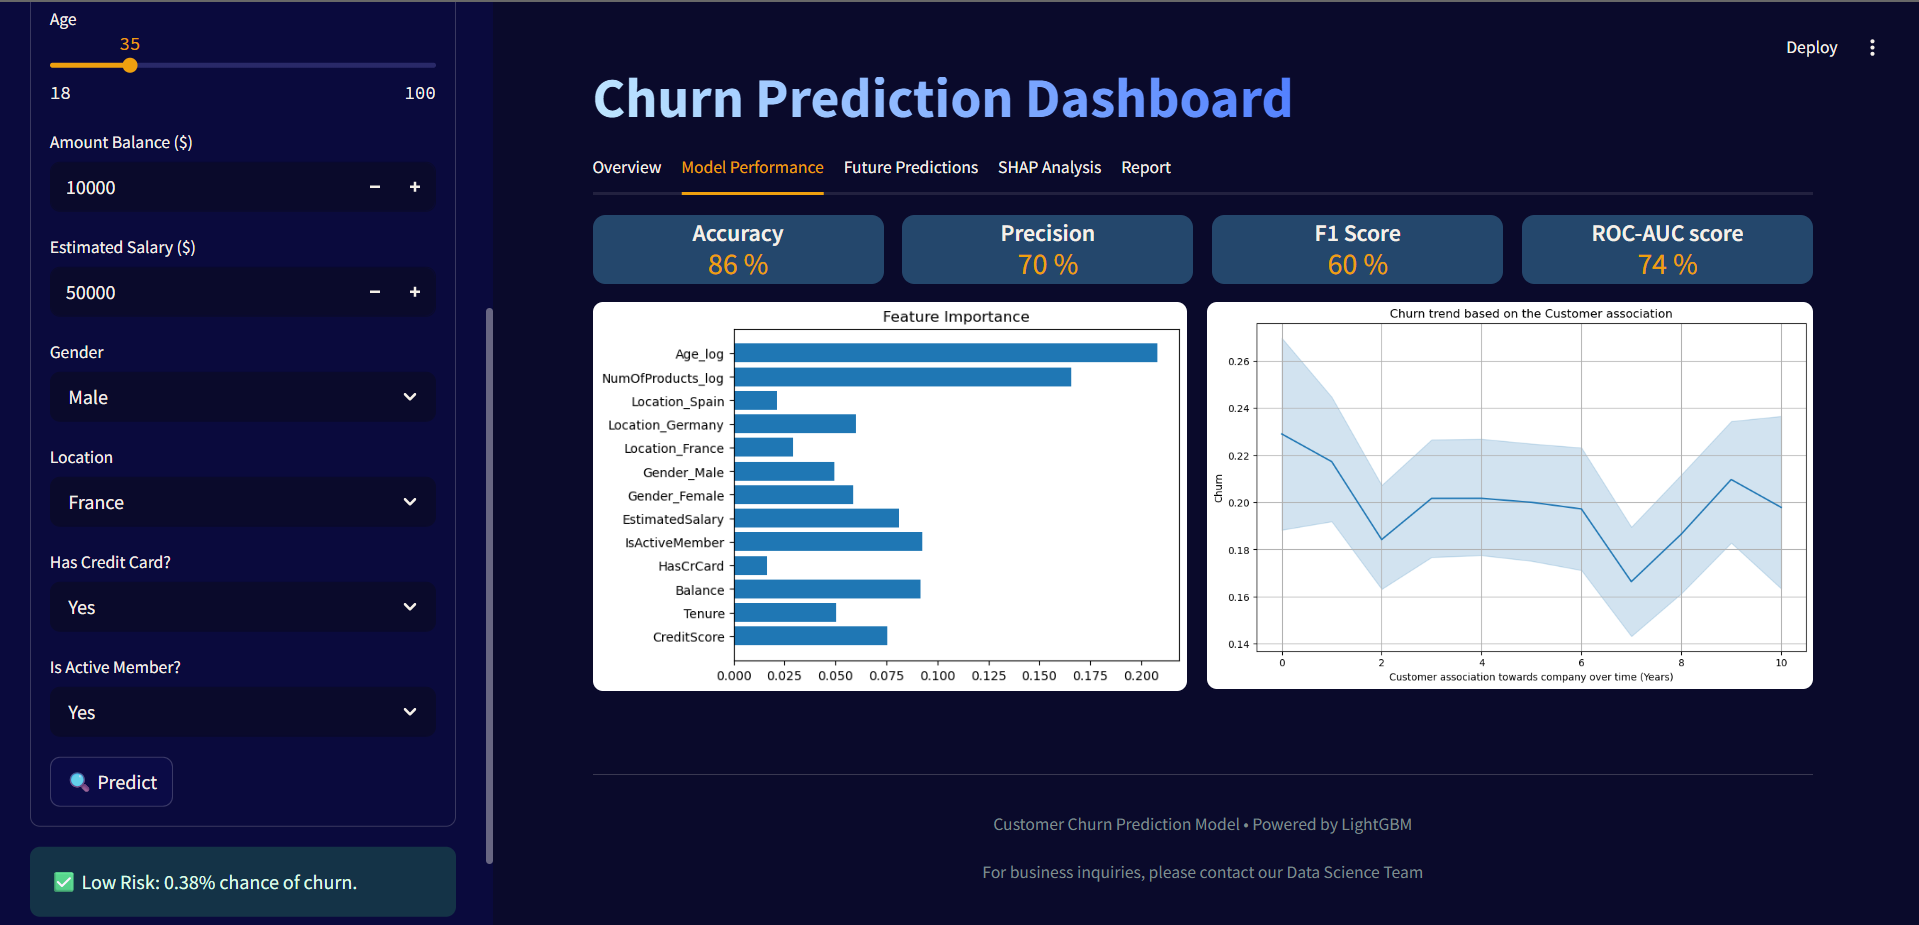 Age
35
18 100
Amount Balance ($)
10000 − +
Estimated Salary ($)
50000 − +
Gender
Male
Location
France
Has Credit Card?
Yes
Is Active Member?
Yes
🔍 Predict
✅ Low Risk: 0.38% chance of churn.
Deploy
Churn Prediction Dashboard
Overview Model Performance Future Predictions SHAP Analysis Report
Accuracy
86 %
Precision
70 %
F1 Score
60 %
ROC-AUC score
74 %
Feature Importance
Age_log
NumOfProducts_log
Location_Spain
Location_Germany
Location_France
Gender_Male
Gender_Female
EstimatedSalary
IsActiveMember
HasCrCard
Balance
Tenure
CreditScore
0.000 0.025 0.050 0.075 0.100 0.125 0.150 0.175 0.200
Churn trend based on the Customer association
0.26
0.24
0.22
0.20
0.18
0.16
0.14
Churn
0 2 4 6 8 10
Customer association towards company over time (Years)
Customer Churn Prediction Model • Powered by LightGBM
For business inquiries, please contact our Data Science Team